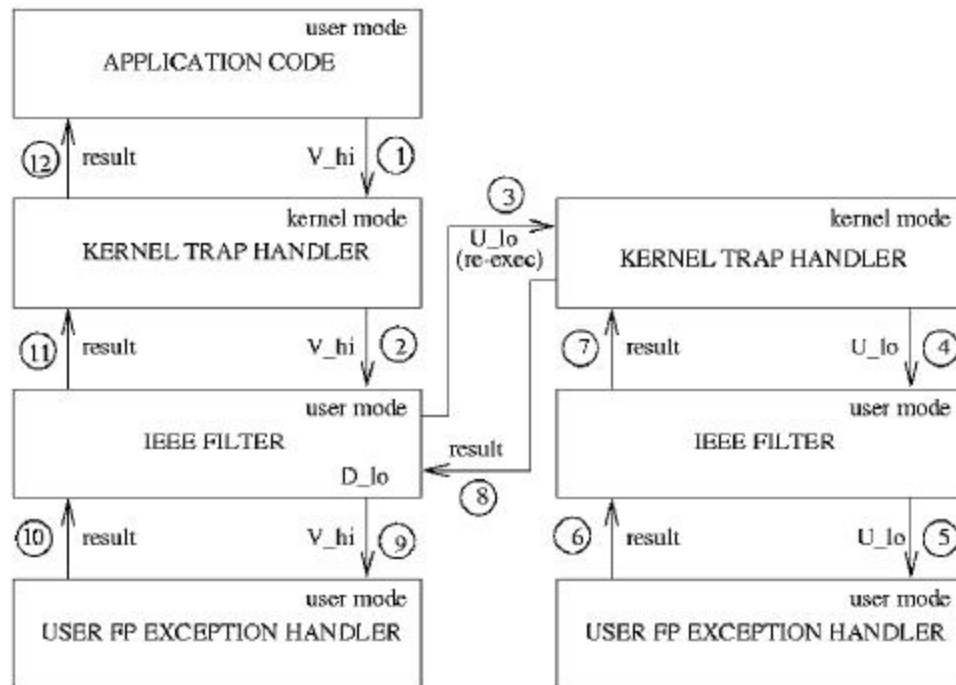 user mode
APPLICATION CODE
12 result
V_hi 1
3
kernel mode
KERNEL TRAP HANDLER
U_lo
(re-exec)
kernel mode
KERNEL TRAP HANDLER
11 result
V_hi 2
7 result
U_lo 4
user mode
IEEE FILTER
D_lo
result
8
user mode
IEEE FILTER
10 result
V_hi 9
6 result
U_lo 5
user mode
USER FP EXCEPTION HANDLER
user mode
USER FP EXCEPTION HANDLER